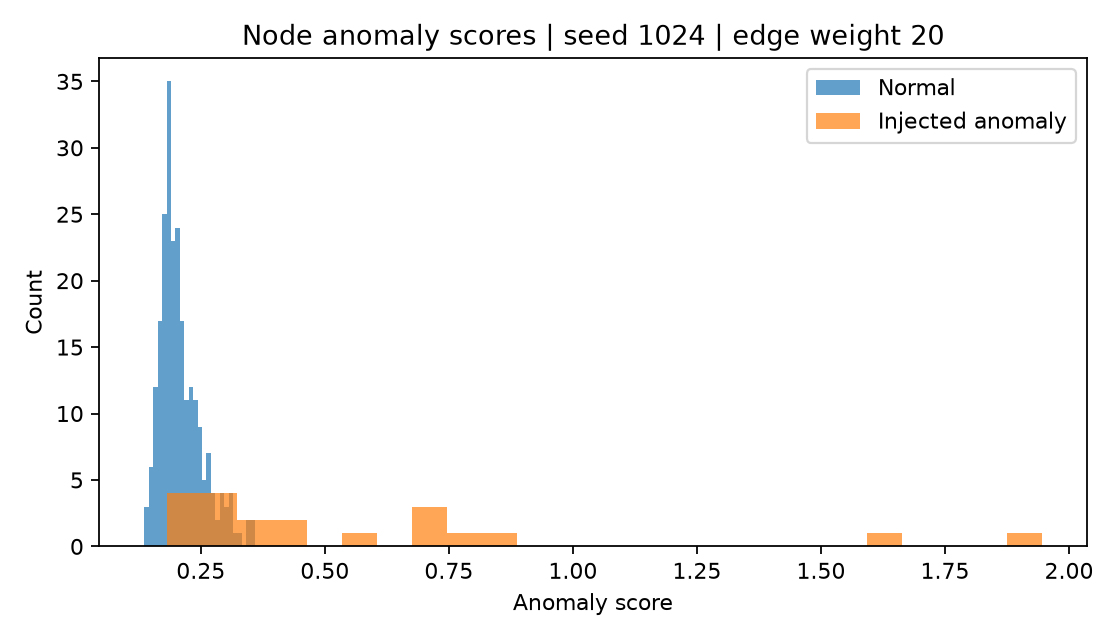 Node anomaly scores | seed 1024 | edge weight 20
Normal
Injected anomaly
Count
35
30
25
20
15
10
5
0
0.25 0.50 0.75 1.00 1.25 1.50 1.75 2.00
Anomaly score